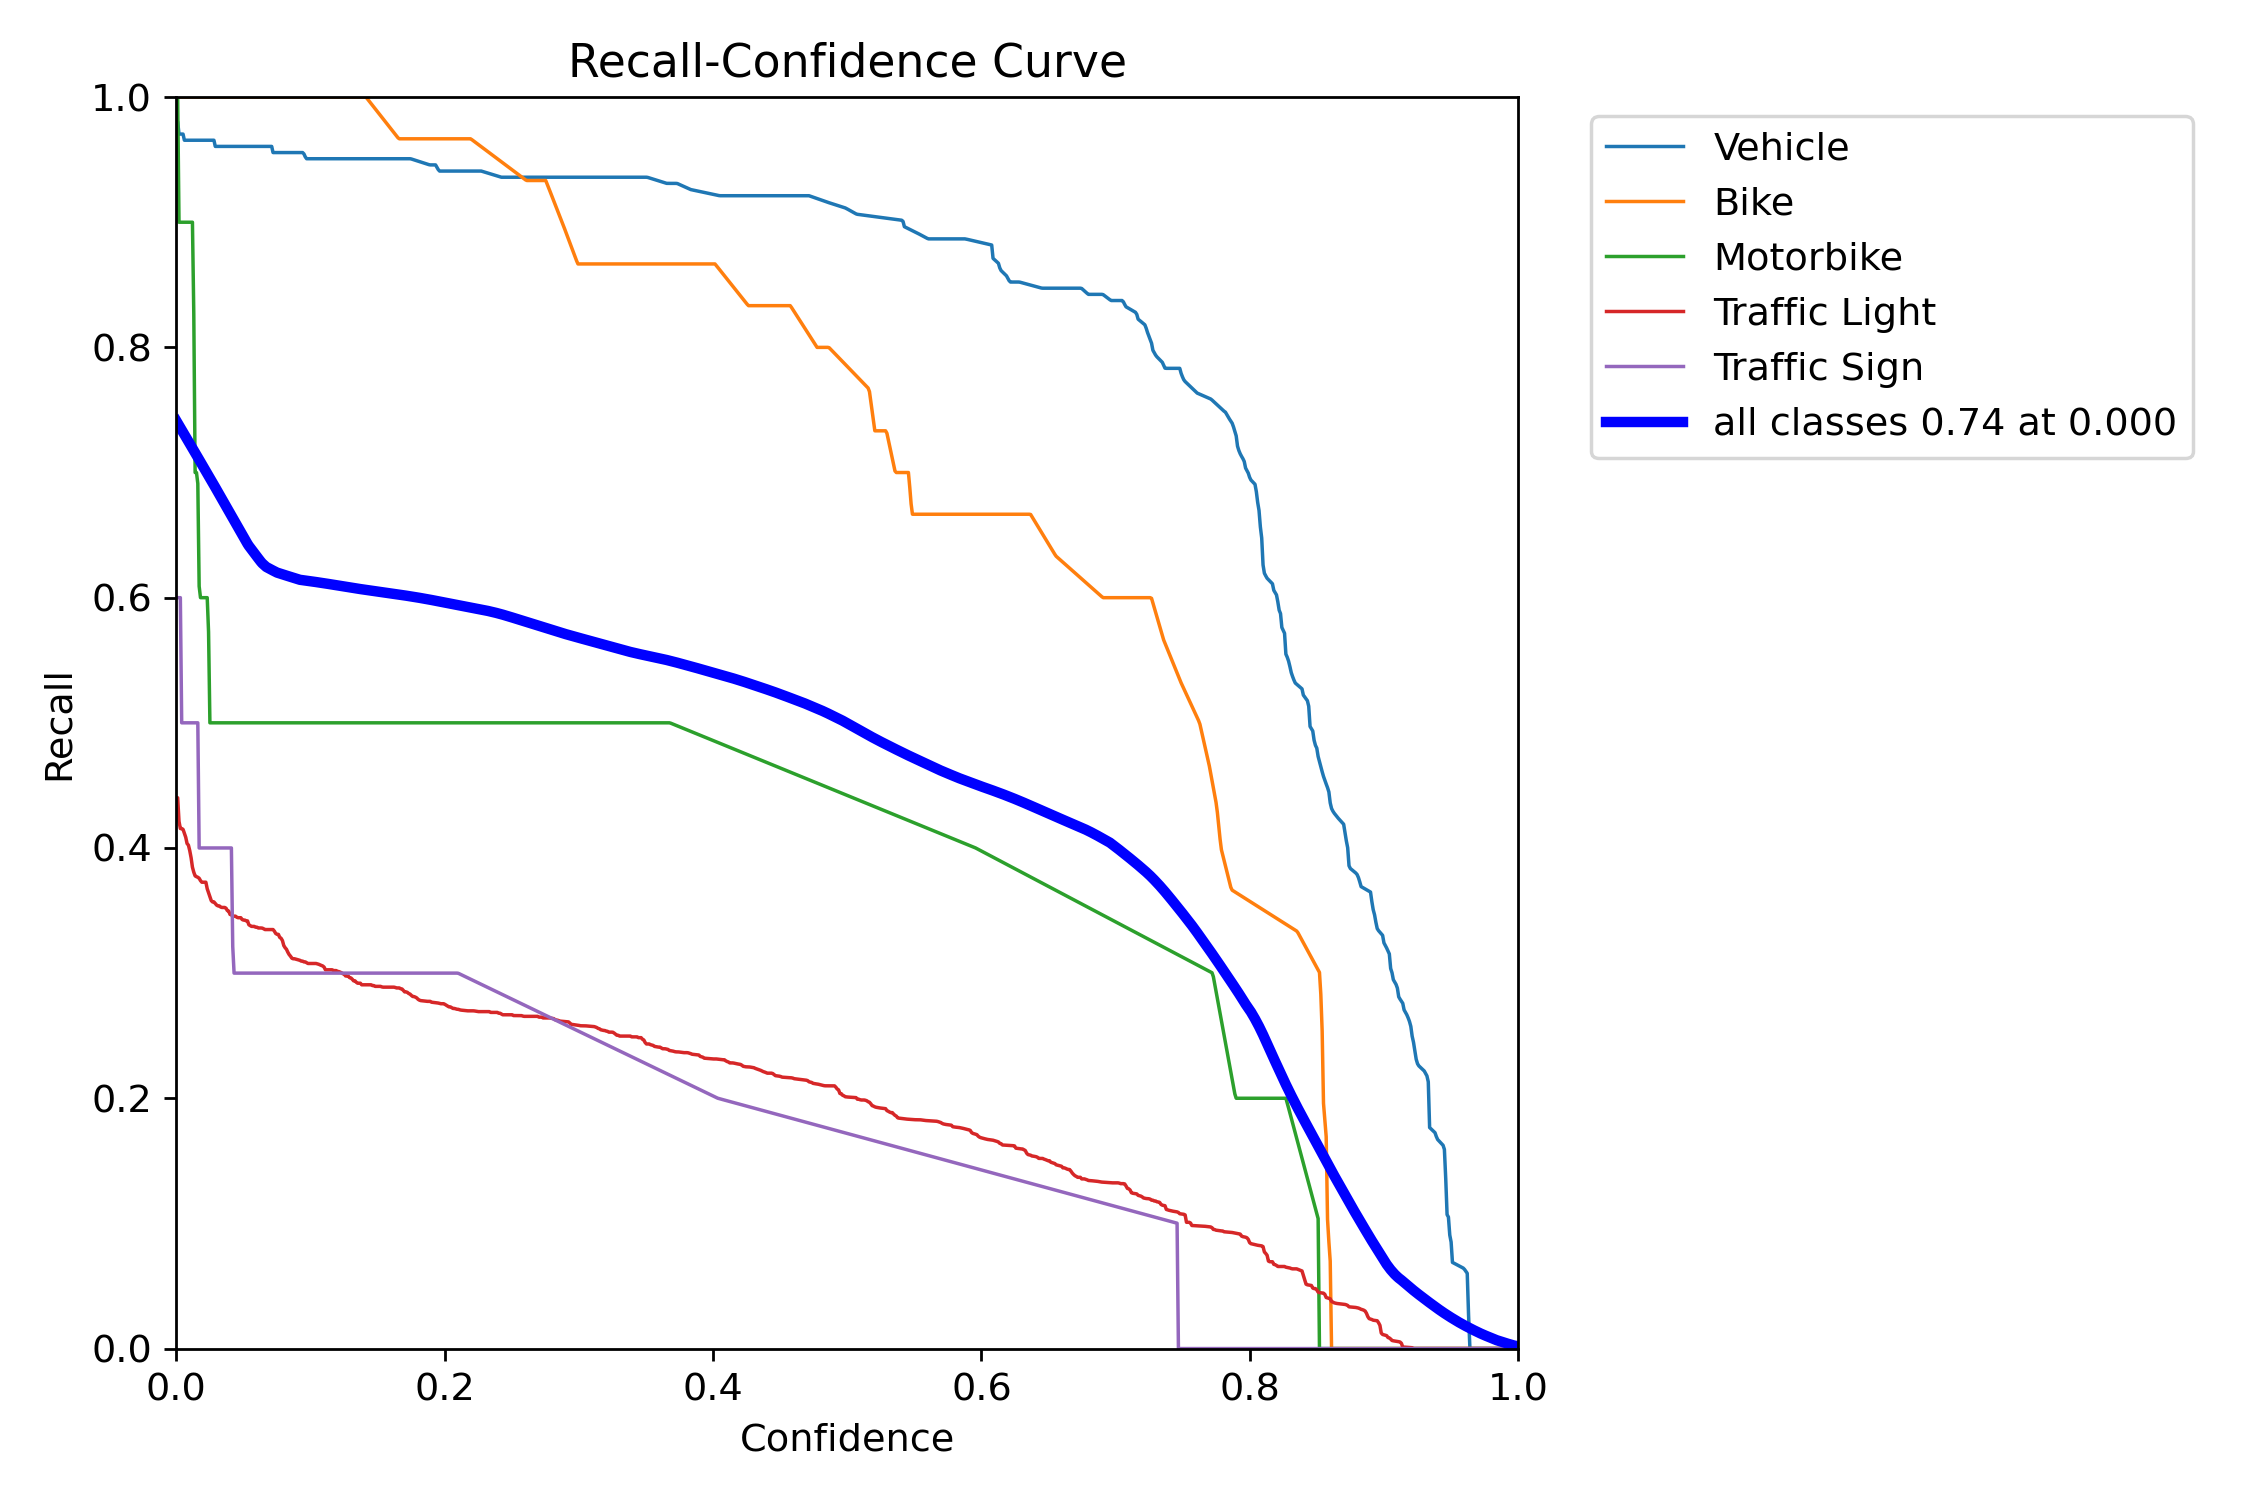 Recall-Confidence Curve
1.0
0.8
0.6
0.4
0.2
0.0
Recall
0.0 0.2 0.4 0.6 0.8 1.0
Confidence
Vehicle
Bike
Motorbike
Traffic Light
Traffic Sign
all classes 0.74 at 0.000